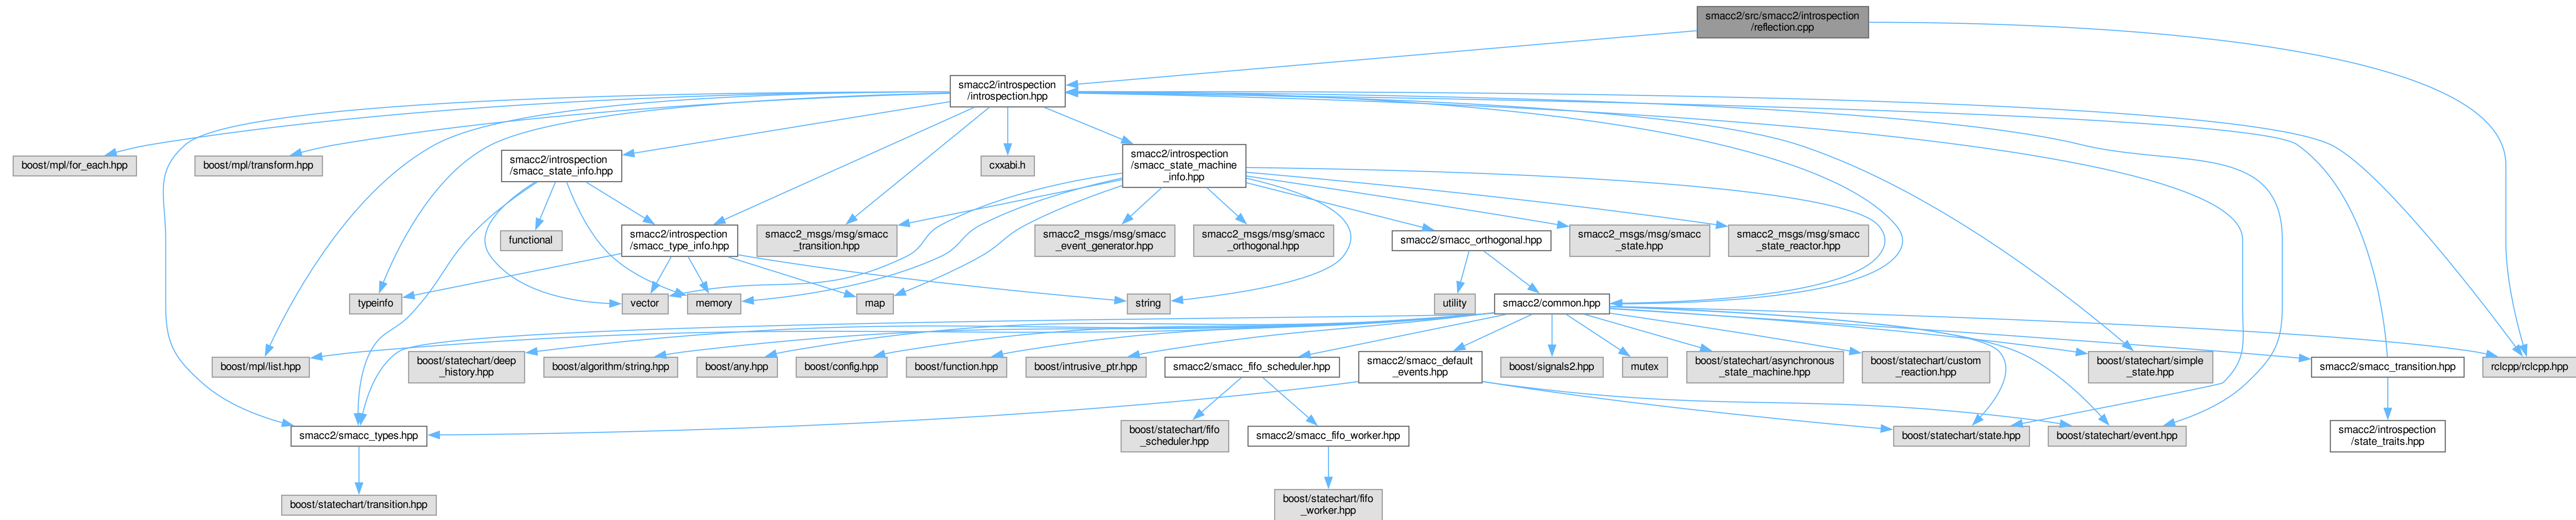 smacc2/src/smacc2/introspection
/reflection.cpp
smacc2/introspection
/introspection.hpp
boost/mpl/for_each.hpp
boost/mpl/transform.hpp
smacc2/introspection
/smacc_state_info.hpp
cxxabi.h
smacc2/introspection
/smacc_state_machine
_info.hpp
functional
smacc2/introspection
/smacc_type_info.hpp
smacc2_msgs/msg/smacc
_transition.hpp
smacc2_msgs/msg/smacc
_event_generator.hpp
smacc2_msgs/msg/smacc
_orthogonal.hpp
smacc2/smacc_orthogonal.hpp
smacc2_msgs/msg/smacc
_state.hpp
smacc2_msgs/msg/smacc
_state_reactor.hpp
typeinfo
vector
memory
map
string
utility
smacc2/common.hpp
boost/mpl/list.hpp
boost/statechart/deep
_history.hpp
boost/algorithm/string.hpp
boost/any.hpp
boost/config.hpp
boost/function.hpp
boost/intrusive_ptr.hpp
smacc2/smacc_fifo_scheduler.hpp
smacc2/smacc_default
_events.hpp
boost/signals2.hpp
mutex
boost/statechart/asynchronous
_state_machine.hpp
boost/statechart/custom
_reaction.hpp
boost/statechart/simple
_state.hpp
smacc2/smacc_transition.hpp
rclcpp/rclcpp.hpp
smacc2/smacc_types.hpp
boost/statechart/fifo
_scheduler.hpp
smacc2/smacc_fifo_worker.hpp
boost/statechart/state.hpp
boost/statechart/event.hpp
smacc2/introspection
/state_traits.hpp
boost/statechart/transition.hpp
boost/statechart/fifo
_worker.hpp